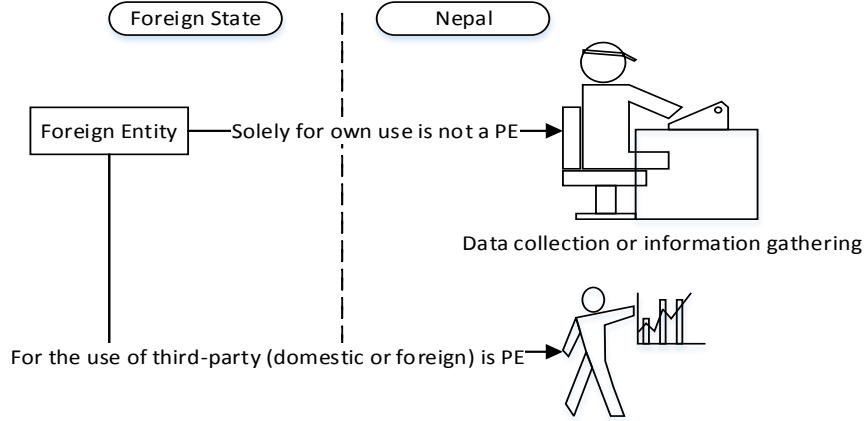 Foreign State
Nepal
Foreign Entity
Solely for own use is not a PE
Data collection or information gathering
For the use of third-party (domestic or foreign) is PE